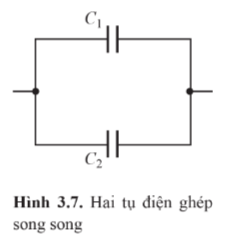 C₁
C₂
Hình 3.7. Hai tụ điện ghép
song song